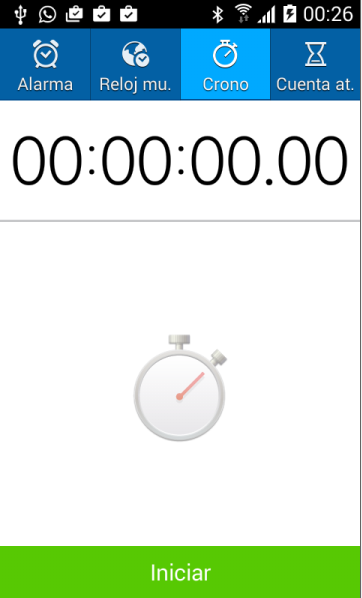 00:26
Alarma
Reloj mu.
Crono
Cuenta at.
00:00:00.00
Iniciar